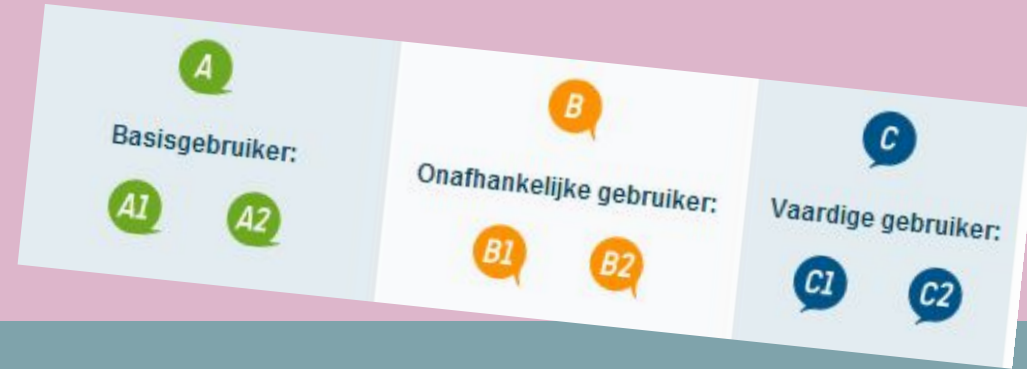 A
Basisgebruiker:
A1 A2
B
Onafhankelijke gebruiker:
B1 B2
C
Vaardige gebruiker:
C1 C2